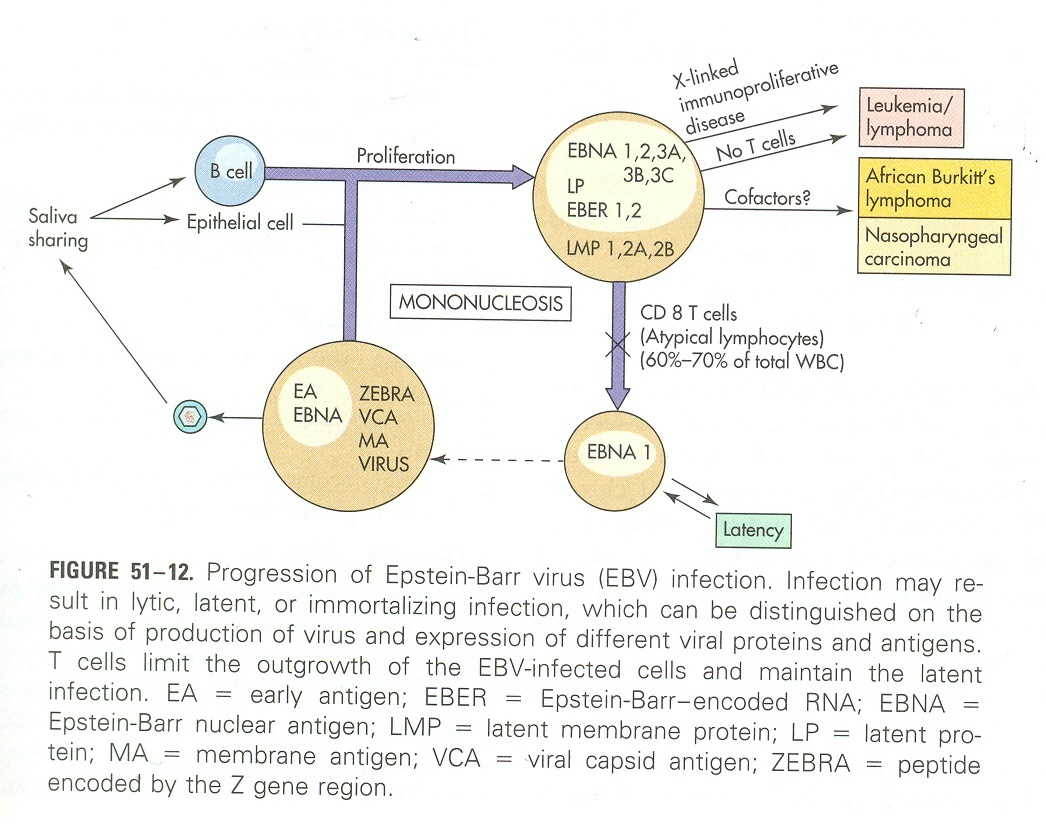 X-linked
immunoproliferative
disease
No T cells
Leukemia/
lymphoma
B cell
Proliferation
EBNA 1,2,3A,
3B,3C
LP
EBER 1,2
LMP 1,2A,2B
Cofactors?
African Burkitt's
lymphoma
Nasopharyngeal
carcinoma
Saliva
sharing
Epithelial cell
MONONUCLEOSIS
CD 8 T cells
(Atypical lymphocytes)
(60%–70% of total WBC)
EA
EBNA
ZEBRA
VCA
MA
VIRUS
EBNA 1
Latency
FIGURE 51–12. Progression of Epstein-Barr virus (EBV) infection. Infection may re-
sult in lytic, latent, or immortalizing infection, which can be distinguished on the
basis of production of virus and expression of different viral proteins and antigens.
T cells limit the outgrowth of the EBV-infected cells and maintain the latent
infection. EA = early antigen; EBER = Epstein-Barr–encoded RNA; EBNA =
Epstein-Barr nuclear antigen; LMP = latent membrane protein; LP = latent pro-
tein; MA = membrane antigen; VCA = viral capsid antigen; ZEBRA = peptide
encoded by the Z gene region.